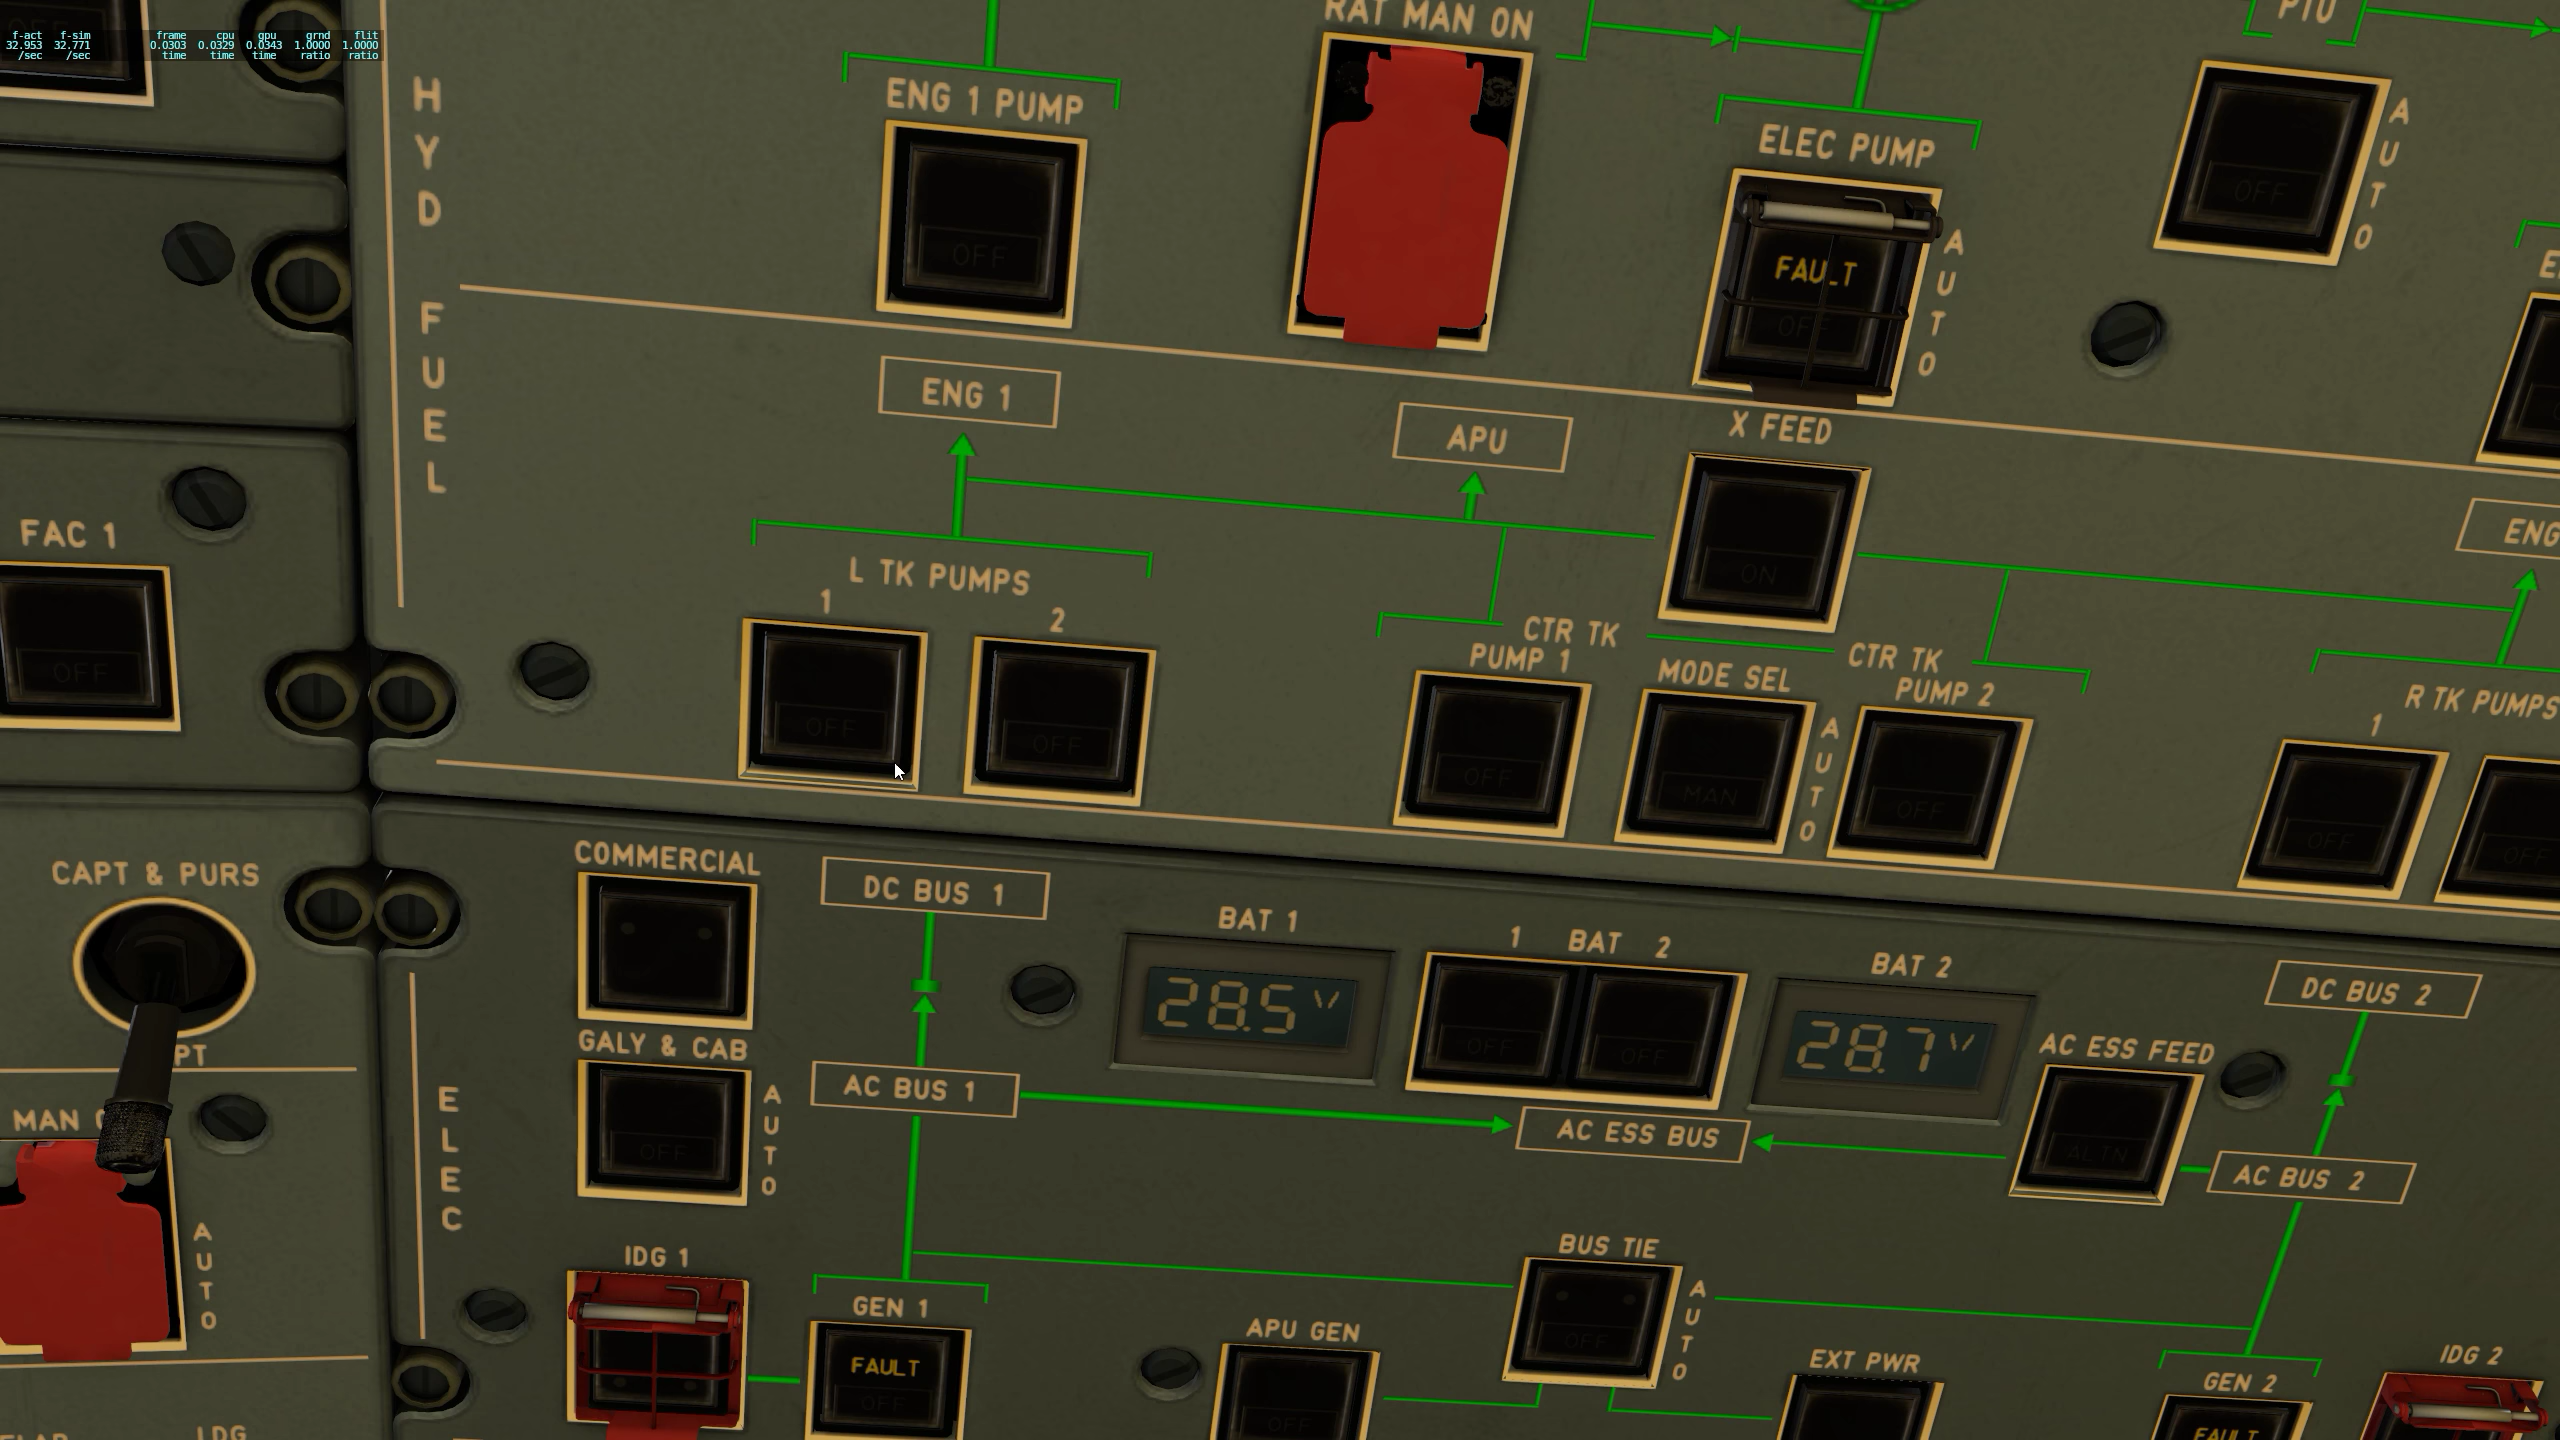 f-act f-sim frame cpu gpu grnd flit
32.953 32.771 0.0303 0.0329 0.0343 1.0000 1.0000
/sec /sec time time time ratio ratio
RAT MAN ON
PTU
HYD
ENG 1 PUMP
OFF
ELEC PUMP
FAULT
OFF
AUTO
OFF
AUTO
FUEL
ENG 1
APU
X FEED
ON
ENG
FAC 1
OFF
L TK PUMPS
1
2
OFF
OFF
CTR TK
PUMP 1
OFF
MODE SEL
MAN
AUTO
CTR TK
PUMP 2
OFF
R TK PUMPS
1
OFF
OFF
CAPT & PURS
AUTO
ELEC
COMMERCIAL
DC BUS 1
BAT 1
28.5 V
1 BAT 2
OFF
OFF
BAT 2
28.7 V
DC BUS 2
GALY & CAB
OFF
AUTO
AC BUS 1
AC ESS BUS
AC ESS FEED
ALTN
AC BUS 2
IDG 1
GEN 1
FAULT
OFF
APU GEN
OFF
BUS TIE
OFF
AUTO
EXT PWR
GEN 2
FAULT
IDG 2